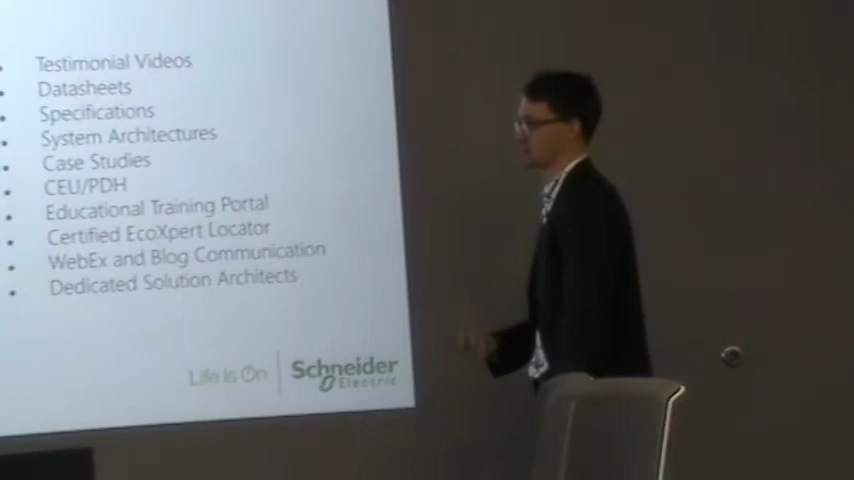 Testimonial Videos
Datasheets
Specifications
System Architectures
Case Studies
CEU/PDH
Educational Training Portal
Certified EcoXpert Locator
WebEx and Blog Communication
Dedicated Solution Architects
Life Is On
Schneider
Electric